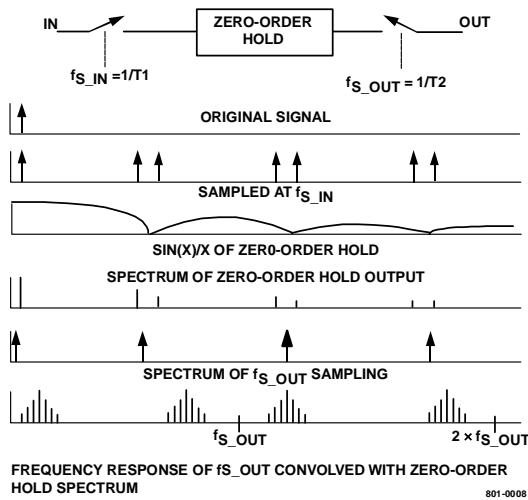 IN
ZERO-ORDER
HOLD
OUT
fS_IN =1/T1
fS_OUT = 1/T2
ORIGINAL SIGNAL
SAMPLED AT fS_IN
SIN(X)/X OF ZER0-ORDER HOLD
SPECTRUM OF ZERO-ORDER HOLD OUTPUT
SPECTRUM OF fS_OUT SAMPLING
fS_OUT
2 × fS_OUT
FREQUENCY RESPONSE OF fS_OUT CONVOLVED WITH ZERO-ORDER
HOLD SPECTRUM
801-0008